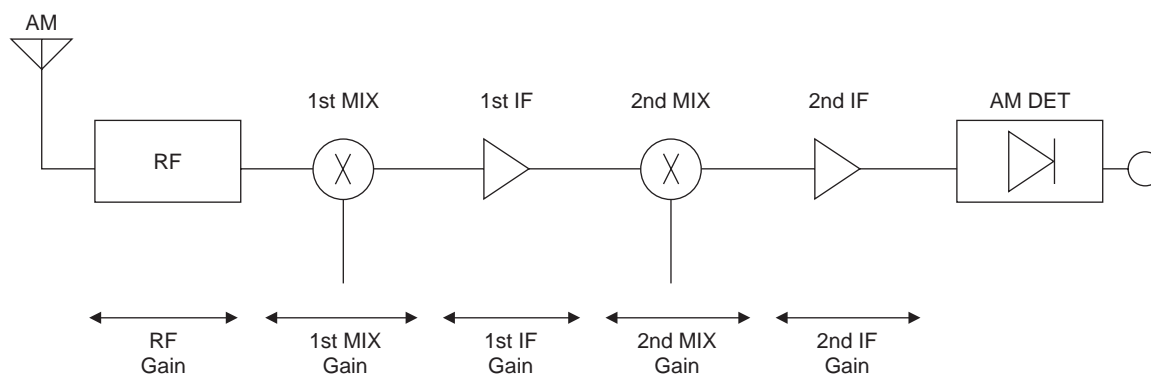 AM
1st MIX
1st IF
2nd MIX
2nd IF
AM DET
RF
X
X
RF
Gain
1st MIX
Gain
1st IF
Gain
2nd MIX
Gain
2nd IF
Gain